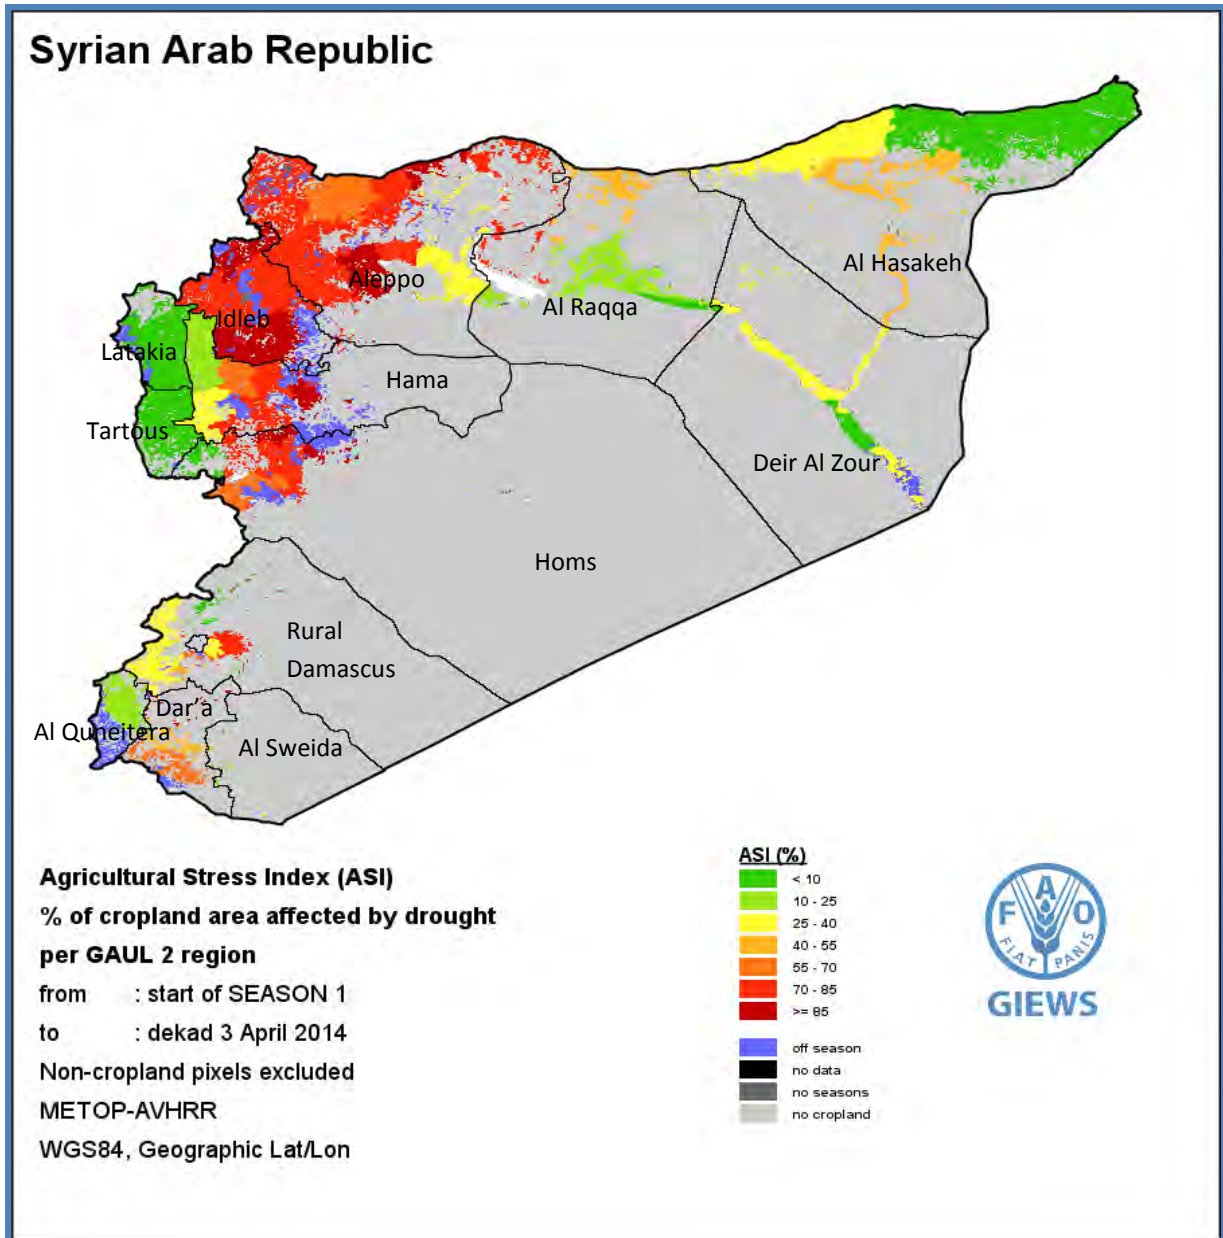 Syrian Arab Republic
Al Hasakeh
Aleppo
Al Raqqa
Idleb
Latakia
Hama
Tartous
Deir Al Zour
Homs
Rural
Damascus
Dar'a
Al Quneitera
Al Sweida
Agricultural Stress Index (ASI)
% of cropland area affected by drought
per GAUL 2 region
from : start of SEASON 1
to : dekad 3 April 2014
Non-cropland pixels excluded
METOP-AVHRR
WGS84, Geographic Lat/Lon
ASI (%)
< 10
10 - 25
25 - 40
40 - 55
55 - 70
70 - 85
>= 85
off season
no data
no seasons
no cropland
F A O
FIAT PANIS
GIEWS